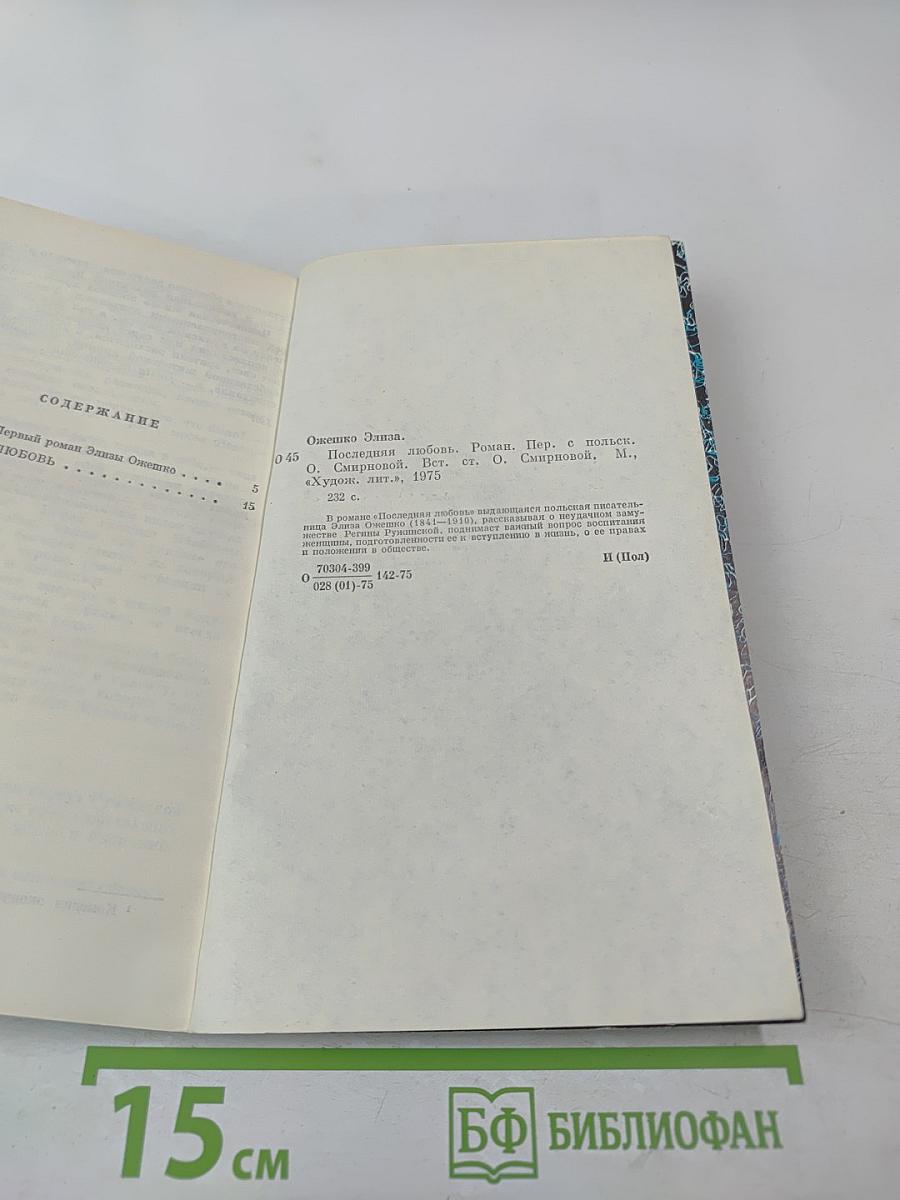 СОДЕРЖАНИЕ
Первый роман Элизы Ожешко . . . . 5
ЛЮБОВЬ . . . . . . . . . . . . 15
Ожешко Элиза.
О 45 Последняя любовь. Роман. Пер. с польск.
О. Смирновой. Вст. ст. О. Смирновой. М.,
«Худож. лит.», 1975
232 с.
В романе «Последняя любовь» выдающаяся польская писатель-
ница Элиза Ожешко (1841—1910), рассказывая о неудачном заму-
жестве Регины Ружинской, поднимает важный вопрос воспитания
женщины, подготовленности ее к вступлению в жизнь, о ее правах
и положении в обществе.
О 70304-399
028 (01)-75 142-75
И (Пол)
15 см
БФ БИБЛИОФАН